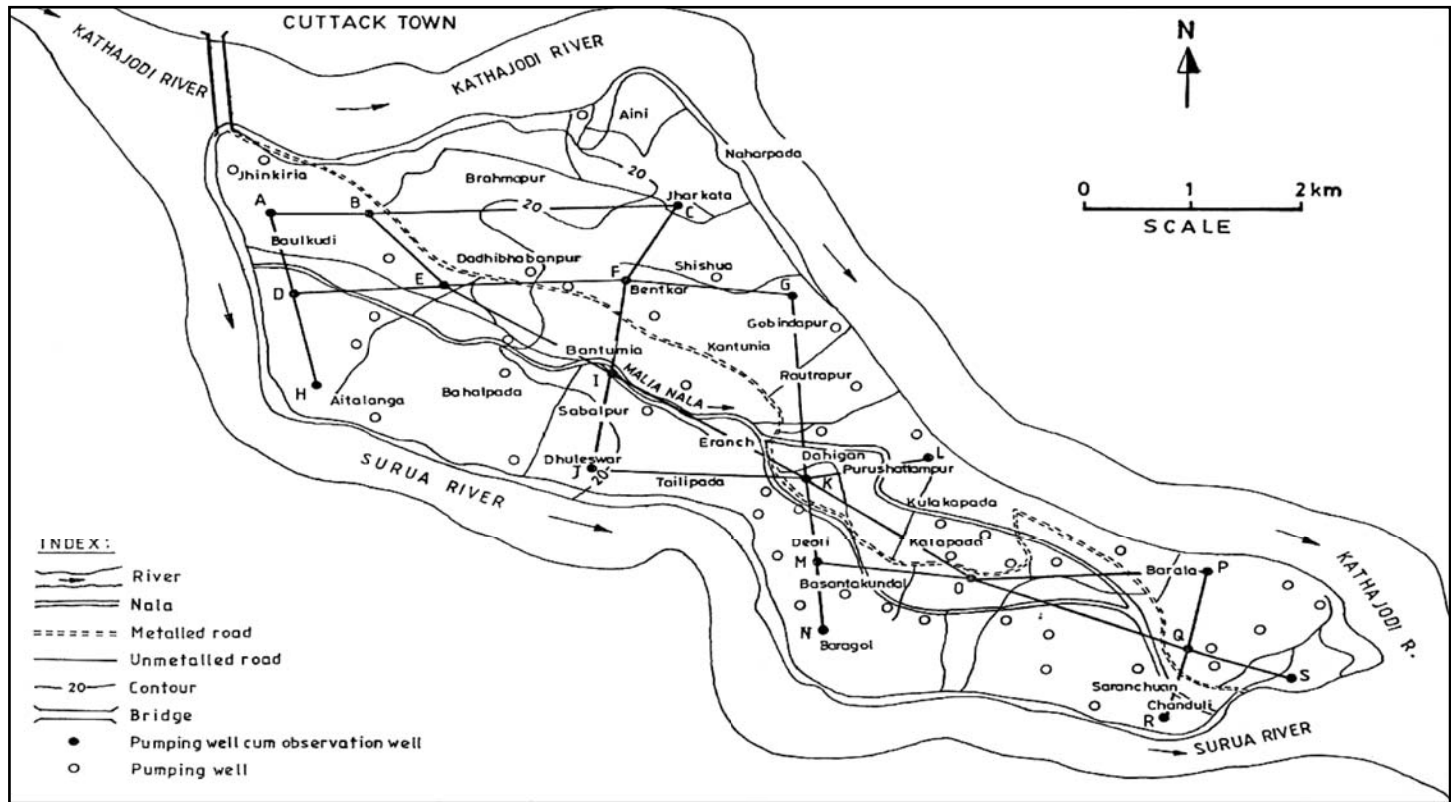 CUTTACK TOWN
KATHAJODI RIVER
KATHAJODI RIVER
N
Aini
Naharpada
Jhinkiria
Brahmapur
20
Jharkata
0 1 2 km
SCALE
A
B
20
C
Baulkudi
Dadhibhabanpur
Shishua
D
E
F
Bentkar
G
Gobindapur
Bantumia
Kantunia
I
MALIA NALA
Rautrapur
H
Aitalanga
Bahalpada
Sabalpur
Eranch
Dhuleswar
J
20
Tailipada
Dahigan
Purushattampur
L
K
Kulakapada
SURUA RIVER
Deoli
Katapada
M
Basantakundal
O
Barala
P
KATHAJODI R.
N
Baragol
Q
S
Saranchuan
Chanduli
R
SURUA RIVER
INDEX:
River
Nala
Metalled road
Unmetalled road
20 Contour
Bridge
Pumping well cum observation well
Pumping well